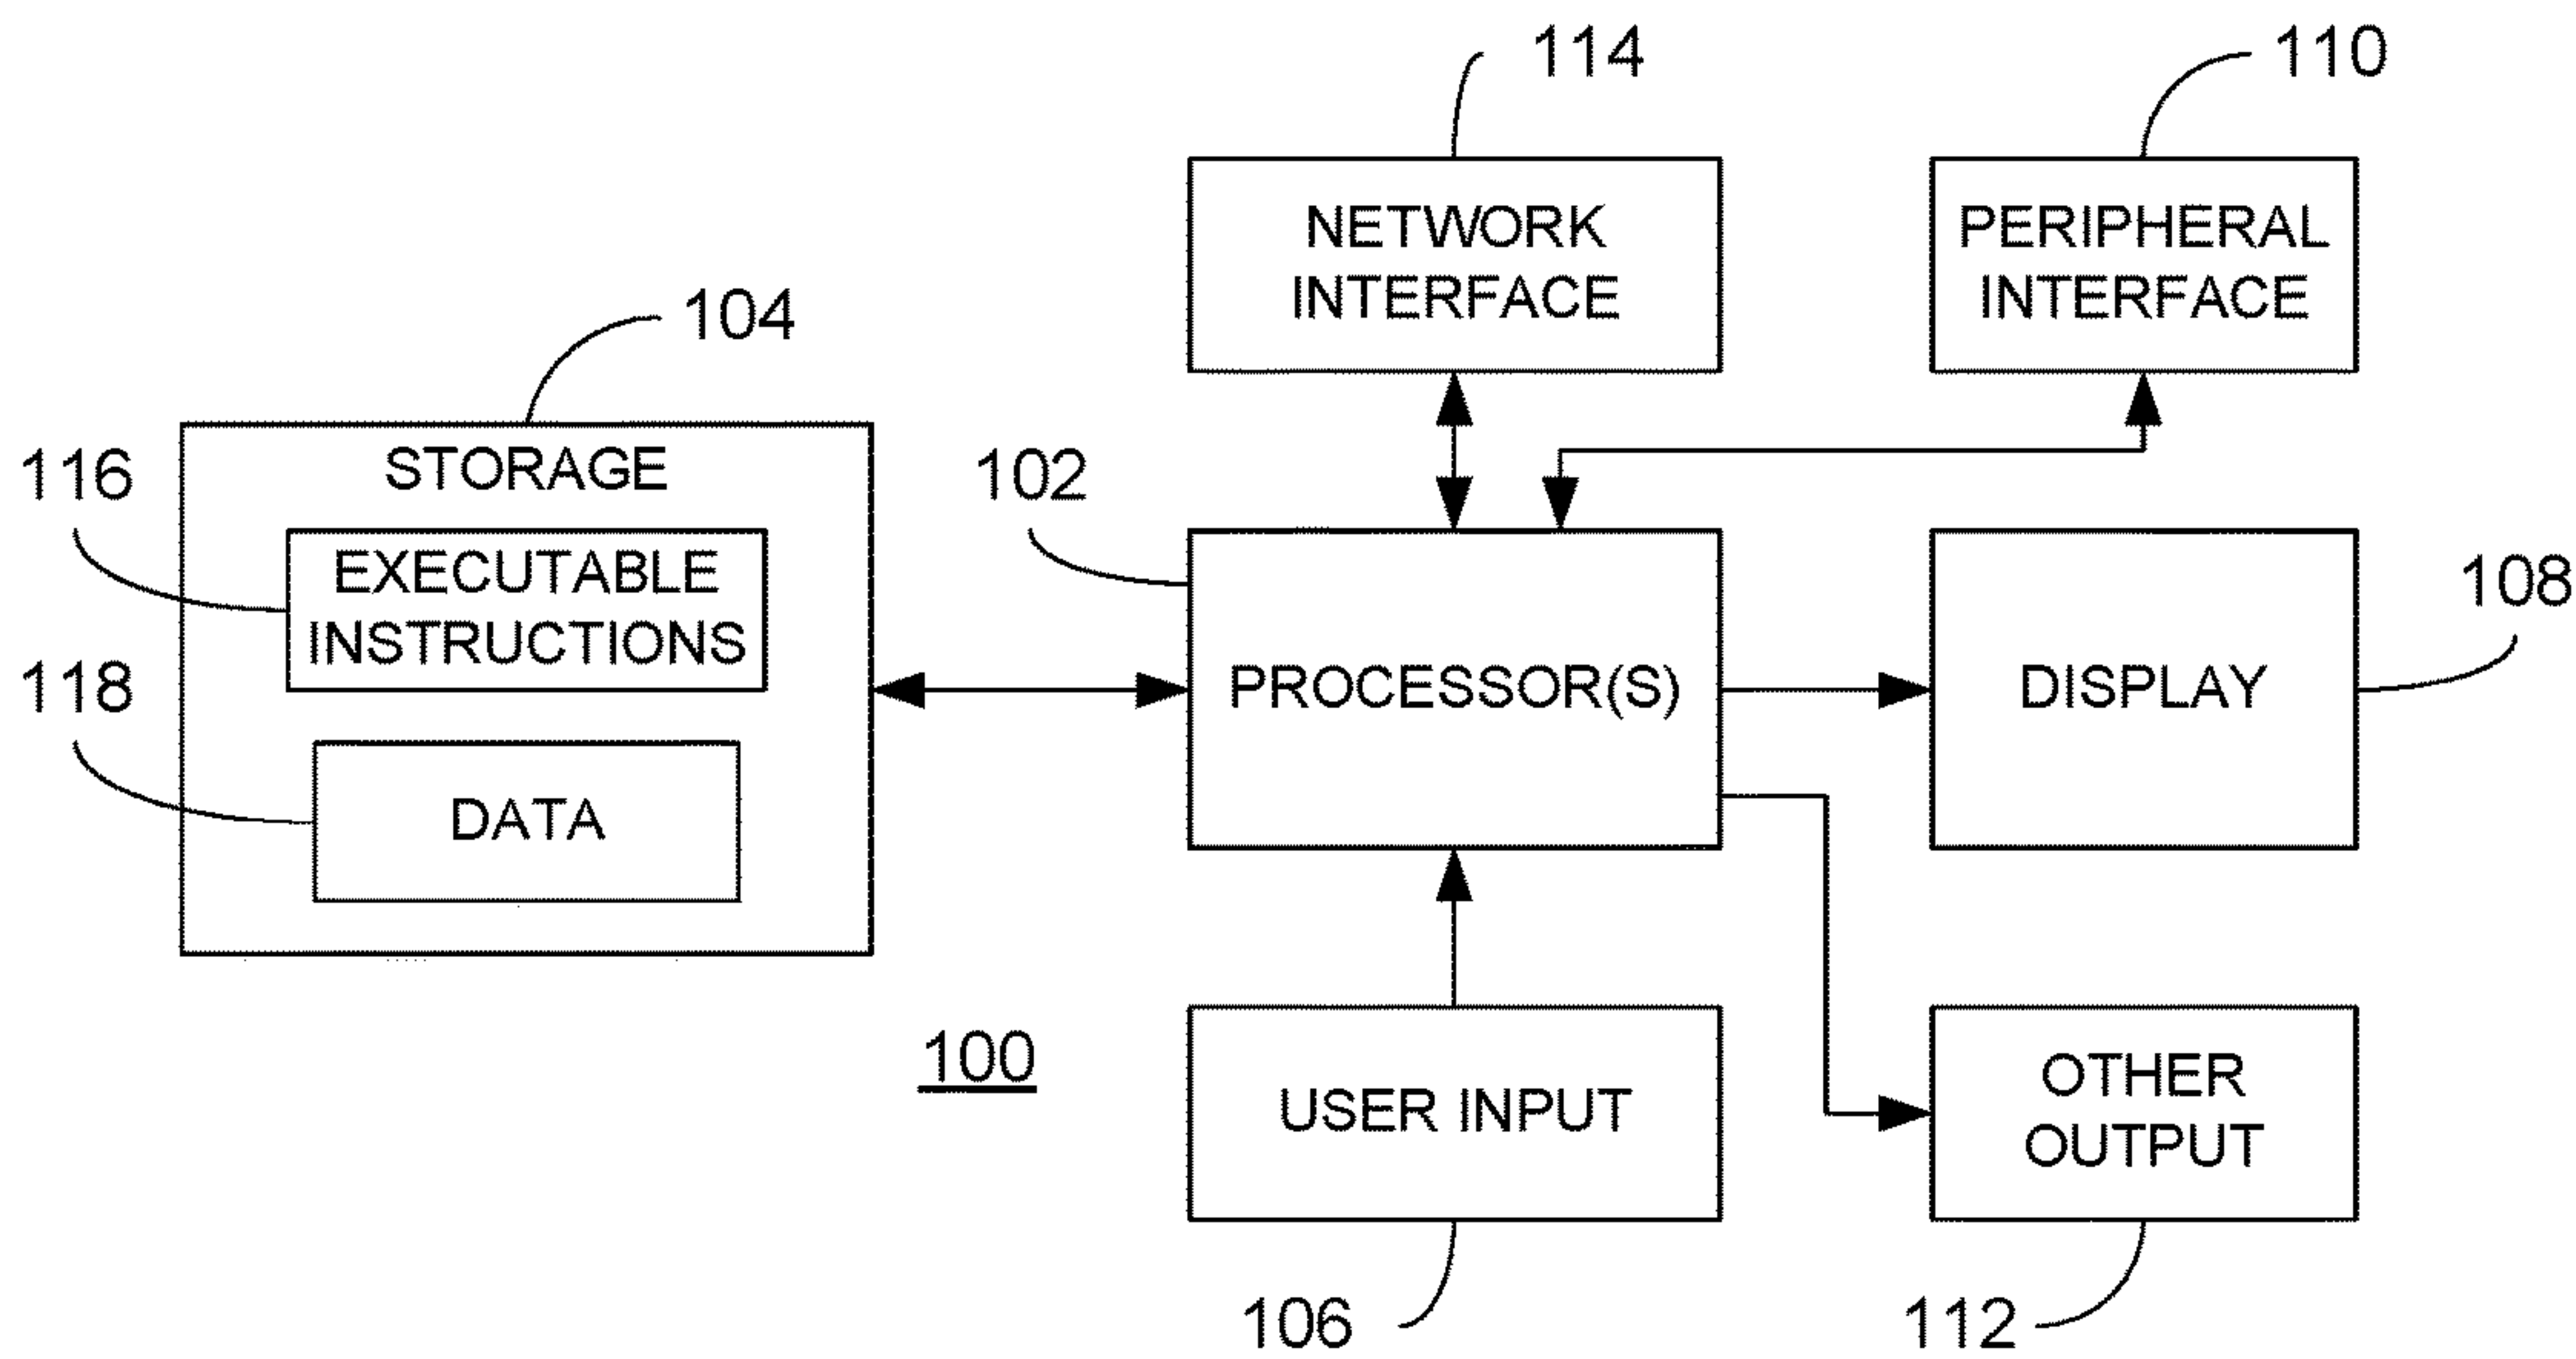 114
110
NETWORK
INTERFACE
PERIPHERAL
INTERFACE
104
STORAGE
116
EXECUTABLE
INSTRUCTIONS
118
DATA
102
PROCESSOR(S)
DISPLAY
108
100
USER INPUT
OTHER
OUTPUT
106
112